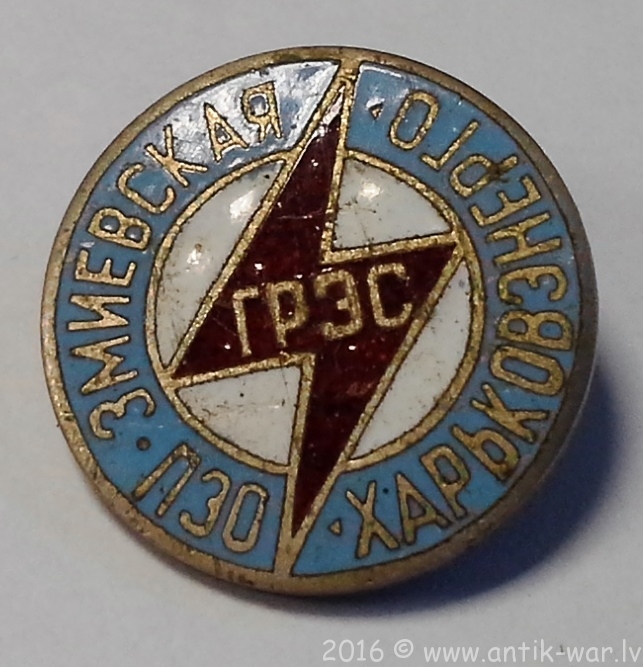 ПЭО · ЗМИЕВСКАЯ
ГРЭС
· ХАРЬКОВЭНЕРГО ·
2016 © www.antik-war.lv